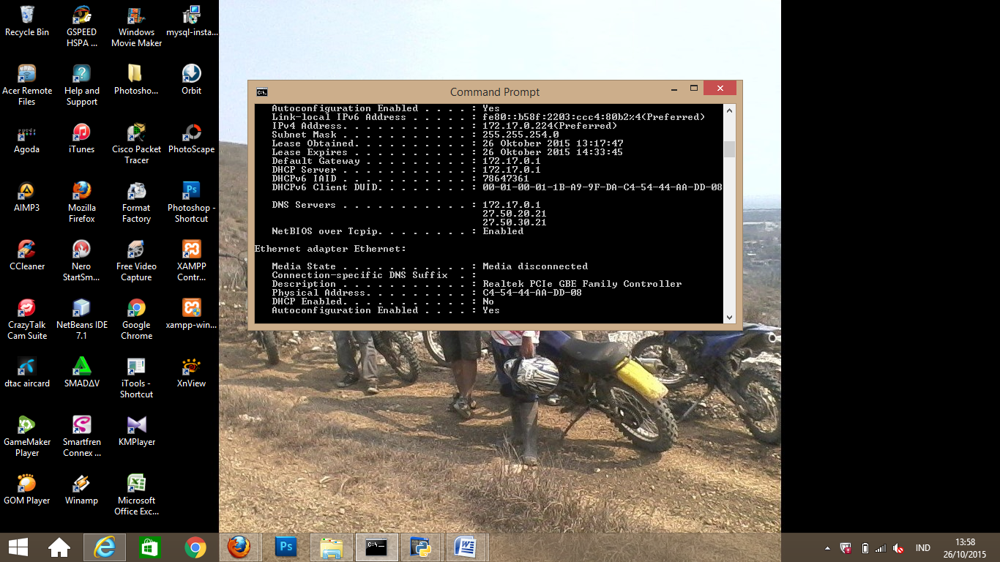 Recycle Bin
GSPEED
HSPA ...
Windows
Movie Maker
mysql-insta...
Acer Remote
Files
Help and
Support
Photosho...
Orbit
Agoda
iTunes
Cisco Packet
Tracer
PhotoScape
AIMP3
Mozilla
Firefox
Format
Factory
Photoshop -
Shortcut
CCleaner
Nero
StartSm...
Free Video
Capture
XAMPP
Contr...
CrazyTalk
Cam Suite
NetBeans IDE
7.1
Google
Chrome
xampp-win...
dtac aircard
SMADΔV
iTools -
Shortcut
XnView
GameMaker
Player
Smartfren
Connex ...
KMPlayer
GOM Player
Winamp
Microsoft
Office Exc...
Command Prompt
Autoconfiguration Enabled . . . . : Yes
Link-local IPv6 Address . . . . . : fe80::b58f:2203:ccc4:80b2%4(Preferred)
IPv4 Address. . . . . . . . . . . : 172.17.0.224(Preferred)
Subnet Mask . . . . . . . . . . . : 255.255.254.0
Lease Obtained. . . . . . . . . . : 26 Oktober 2015 13:17:47
Lease Expires . . . . . . . . . . : 26 Oktober 2015 14:33:45
Default Gateway . . . . . . . . . : 172.17.0.1
DHCP Server . . . . . . . . . . . : 172.17.0.1
DHCPv6 IAID . . . . . . . . . . . : 78647361
DHCPv6 Client DUID. . . . . . . . : 00-01-00-01-1B-A9-9F-DA-C4-54-44-AA-DD-08
DNS Servers . . . . . . . . . . . : 172.17.0.1
27.50.20.21
27.50.30.21
NetBIOS over Tcpip. . . . . . . . : Enabled
Ethernet adapter Ethernet:
Media State . . . . . . . . . . . : Media disconnected
Connection-specific DNS Suffix  . :
Description . . . . . . . . . . . : Realtek PCIe GBE Family Controller
Physical Address. . . . . . . . . : C4-54-44-AA-DD-08
DHCP Enabled. . . . . . . . . . . : No
Autoconfiguration Enabled . . . . : Yes
Ps
IND
13:58
26/10/2015